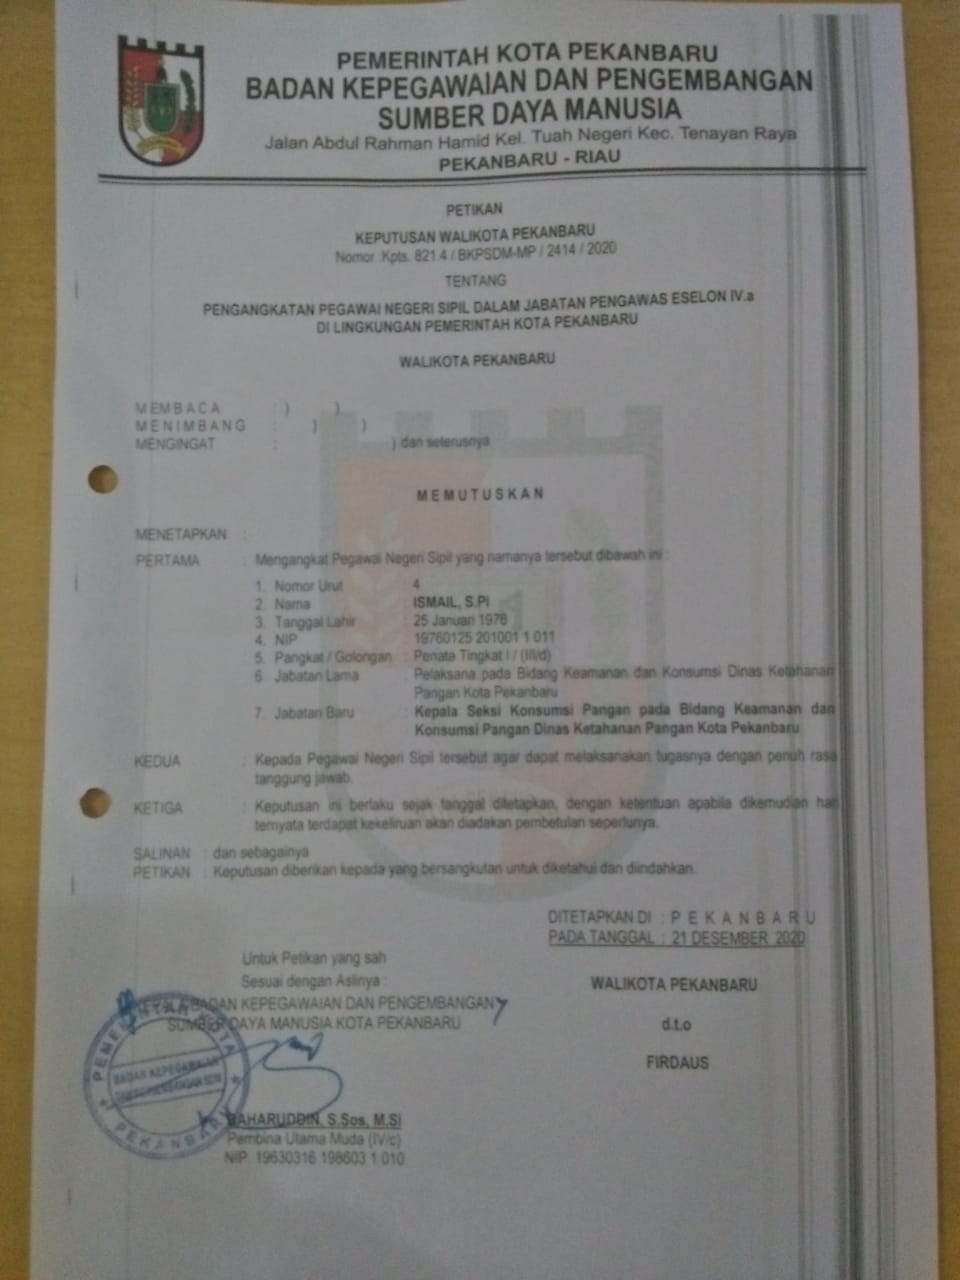 PEMERINTAH KOTA PEKANBARU
BADAN KEPEGAWAIAN DAN PENGEMBANGAN
SUMBER DAYA MANUSIA
Jalan Abdul Rahman Hamid Kel. Tuah Negeri Kec. Tenayan Raya
PEKANBARU - RIAU
PETIKAN
KEPUTUSAN WALIKOTA PEKANBARU
Nomor :Kpts. 821.4 / BKPSDM-MP / 2414 / 2020
TENTANG
PENGANGKATAN PEGAWAI NEGERI SIPIL DALAM JABATAN PENGAWAS ESELON IV.a
DI LINGKUNGAN PEMERINTAH KOTA PEKANBARU
WALIKOTA PEKANBARU
MEMBACA : ) )
MENIMBANG : ) )
MENGINGAT : ) dan seterusnya
MEMUTUSKAN
MENETAPKAN :
PERTAMA : Mengangkat Pegawai Negeri Sipil yang namanya tersebut dibawah ini :
1. Nomor Urut : 4
2. Nama : ISMAIL, S.Pi
3. Tanggal Lahir : 25 Januari 1976
4. NIP : 19760125 201001 1 011
5. Pangkat / Golongan : Penata Tingkat I / (III/d)
6. Jabatan Lama : Pelaksana pada Bidang Keamanan dan Konsumsi Dinas Ketahanan
Pangan Kota Pekanbaru
7. Jabatan Baru : Kepala Seksi Konsumsi Pangan pada Bidang Keamanan dan
Konsumsi Pangan Dinas Ketahanan Pangan Kota Pekanbaru
KEDUA : Kepada Pegawai Negeri Sipil tersebut agar dapat melaksanakan tugasnya dengan penuh rasa
tanggung jawab.
KETIGA : Keputusan ini berlaku sejak tanggal ditetapkan, dengan ketentuan apabila dikemudian hari
ternyata terdapat kekeliruan akan diadakan pembetulan seperlunya.
SALINAN : dan sebagainya
PETIKAN : Keputusan diberikan kepada yang bersangkutan untuk diketahui dan diindahkan.
DITETAPKAN DI : PEKANBARU
PADA TANGGAL : 21 DESEMBER 2020
Untuk Petikan yang sah
Sesuai dengan Aslinya :
KEPALA BADAN KEPEGAWAIAN DAN PENGEMBANGAN
SUMBER DAYA MANUSIA KOTA PEKANBARU
WALIKOTA PEKANBARU
d.t.o
FIRDAUS
PEMERINTAH KOTA
BADAN KEPEGAWAIAN
PEKANBARU
BAHARUDDIN, S.Sos, M.Si
Pembina Utama Muda (IV/c)
NIP. 19630316 198603 1 010